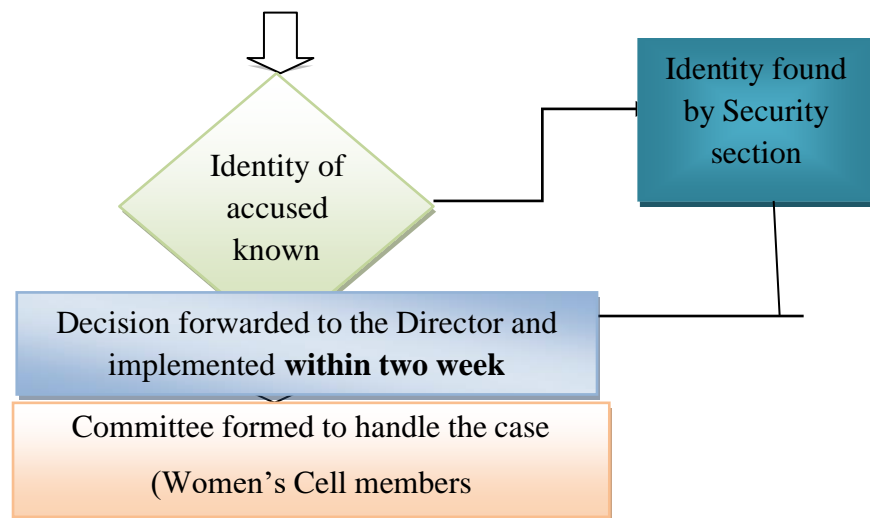 Identity found
by Security
section
Identity of
accused
known
Decision forwarded to the Director and
implemented within two week
Committee formed to handle the case
(Women’s Cell members